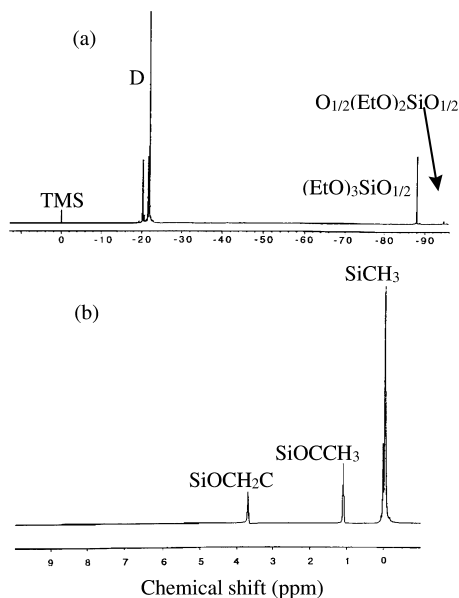 (a)
D
O1/2(EtO)2SiO1/2
(EtO)3SiO1/2
TMS
0 -10 -20 -30 -40 -50 -60 -70 -80 -90
SiCH3
(b)
SiOCCH3
SiOCH2C
9 8 7 6 5 4 3 2 1 0
Chemical shift (ppm)